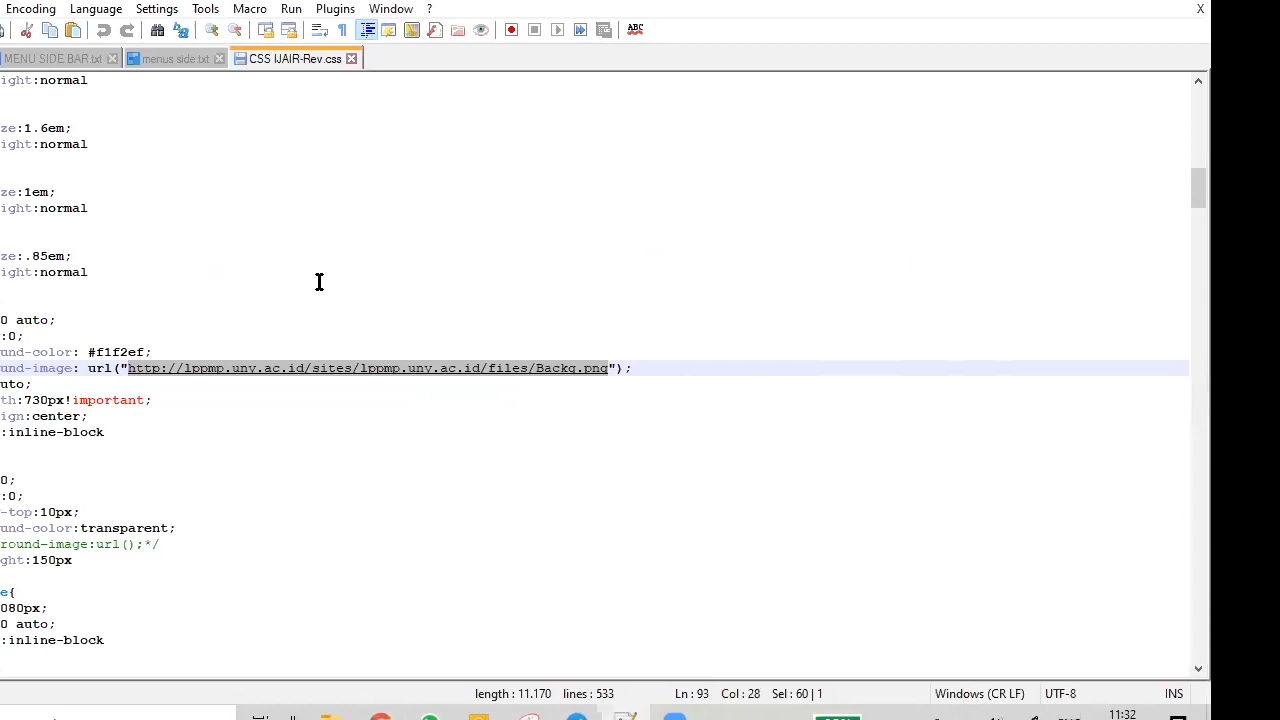 Encoding Language Settings Tools Macro Run Plugins Window ? X
ABC
MENU SIDE BAR.txt menus side.txt CSS IJAIR-Rev.css
ight:normal
ze:1.6em;
ight:normal
ze:1em;
ight:normal
ze:.85em;
ight:normal
0 auto;
:0;
und-color: #f1f2ef;
und-image: url("http://lppmp.uny.ac.id/sites/lppmp.uny.ac.id/files/Backg.png");
uto;
th:730px!important;
ign:center;
:inline-block
0;
:0;
-top:10px;
und-color:transparent;
round-image:url();*/
ght:150px
e{
080px;
0 auto;
:inline-block
length : 11.170 lines : 533 Ln : 93 Col : 28 Sel : 60 | 1 Windows (CR LF) UTF-8 INS
11:32